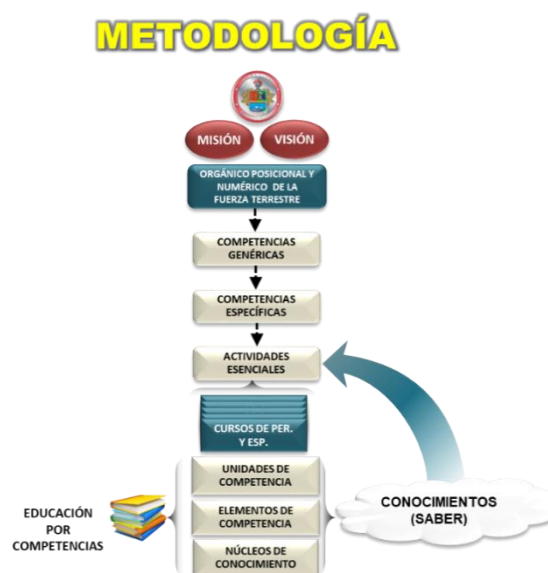 METODOLOGÍA
MISIÓN
VISIÓN
ORGÁNICO POSICIONAL Y
NUMÉRICO DE LA
FUERZA TERRESTRE
COMPETENCIAS
GENÉRICAS
COMPETENCIAS
ESPECÍFICAS
ACTIVIDADES
ESENCIALES
CURSOS DE PER.
Y ESP.
UNIDADES DE
COMPETENCIA
ELEMENTOS DE
COMPETENCIA
NÚCLEOS DE
CONOCIMIENTO
EDUCACIÓN
POR
COMPETENCIAS
CONOCIMIENTOS
(SABER)